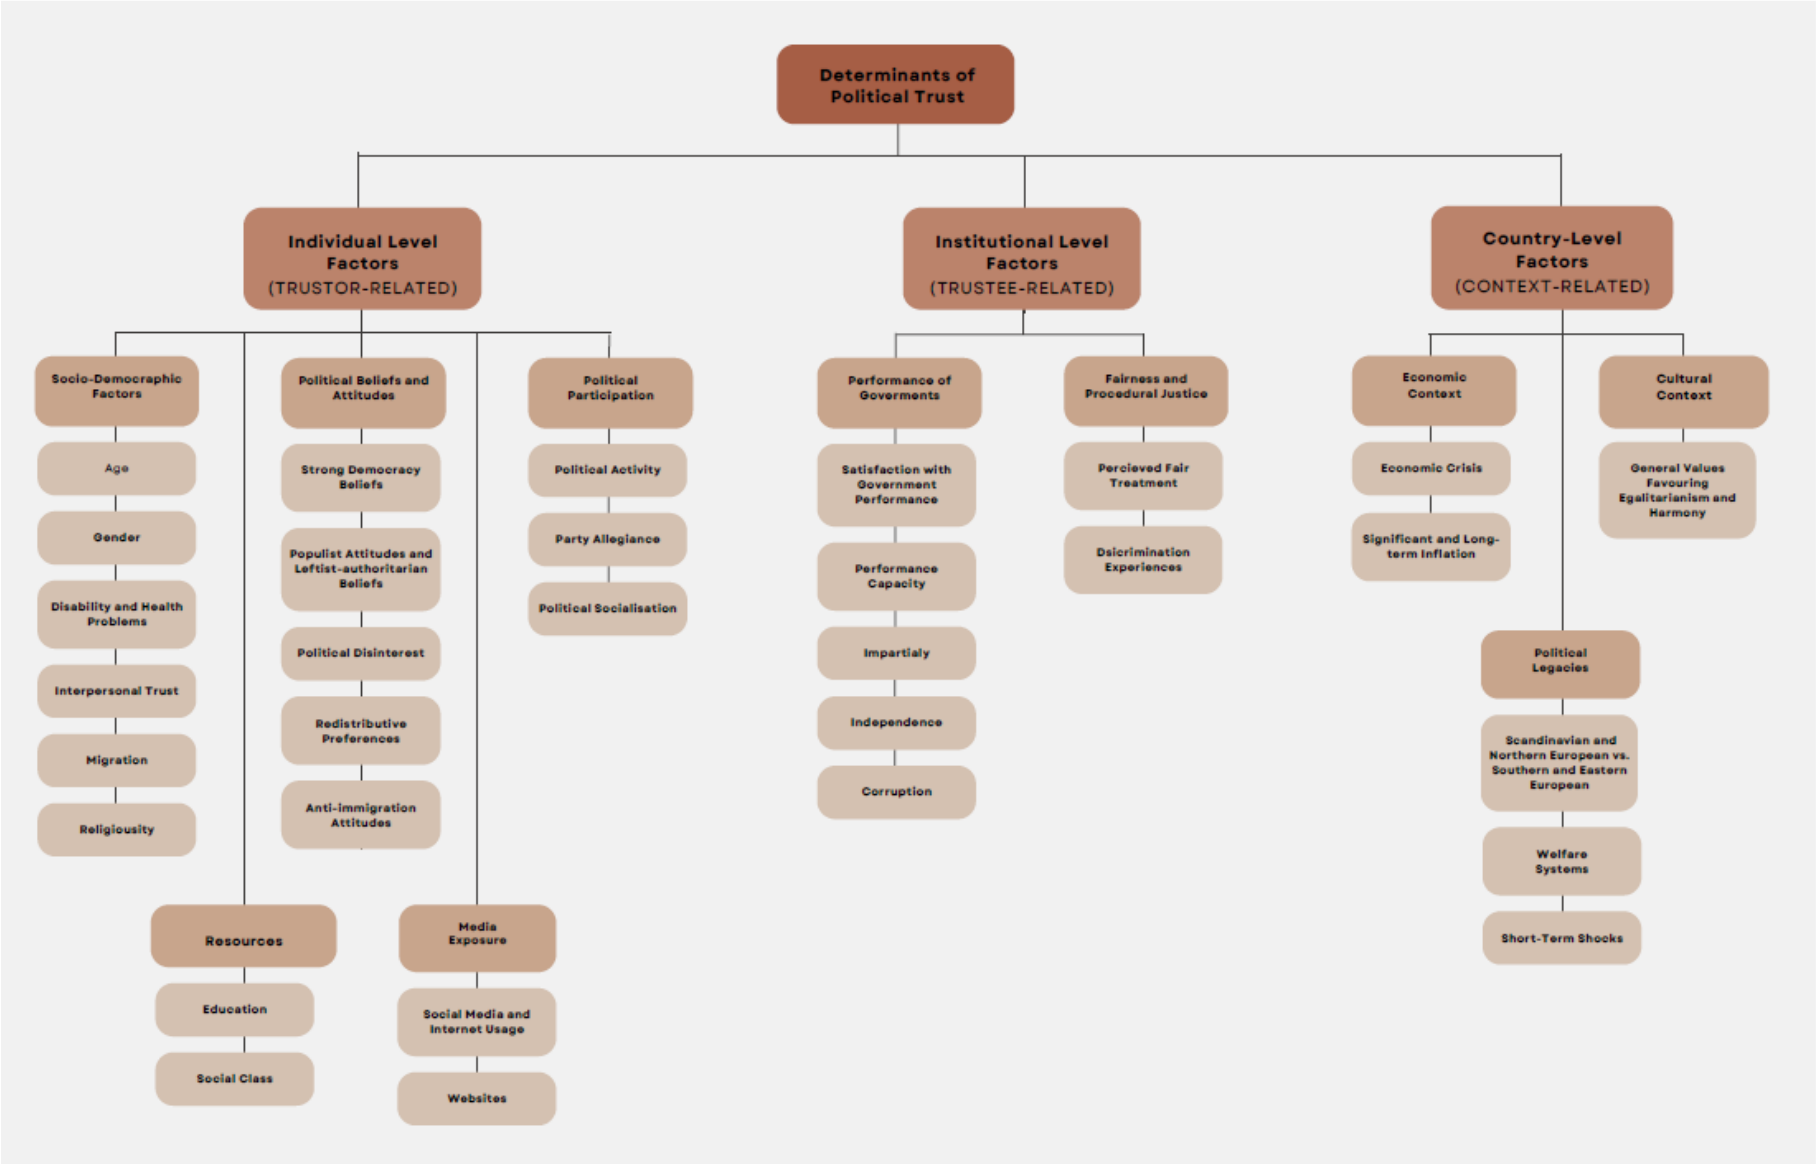 Determinants of
Political Trust
Individual Level
Factors
(TRUSTOR-RELATED)
Institutional Level
Factors
(TRUSTEE-RELATED)
Country-Level
Factors
(CONTEXT-RELATED)
Socio-Demographic
Factors
Age
Gender
Disability and Health
Problems
Interpersonal Trust
Migration
Religiousity
Resources
Education
Social Class
Political Beliefs and
Attitudes
Strong Democracy
Beliefs
Populist Attitudes and
Leftist-authoritarian
Beliefs
Political Disinterest
Redistributive
Preferences
Anti-immigration
Attitudes
Media
Exposure
Social Media and
Internet Usage
Websites
Political
Participation
Political Activity
Party Allegiance
Political Socialisation
Performance of
Goverments
Satisfaction with
Government
Performance
Performance
Capacity
Impartialy
Independence
Corruption
Fairness and
Procedural Justice
Percieved Fair
Treatment
Dsicrimination
Experiences
Economic
Context
Economic Crisis
Significant and Long-
term Inflation
Political
Legacies
Scandinavian and
Northern European vs.
Southern and Eastern
European
Welfare
Systems
Short-Term Shocks
Cultural
Context
General Values
Favouring
Egalitarianism and
Harmony